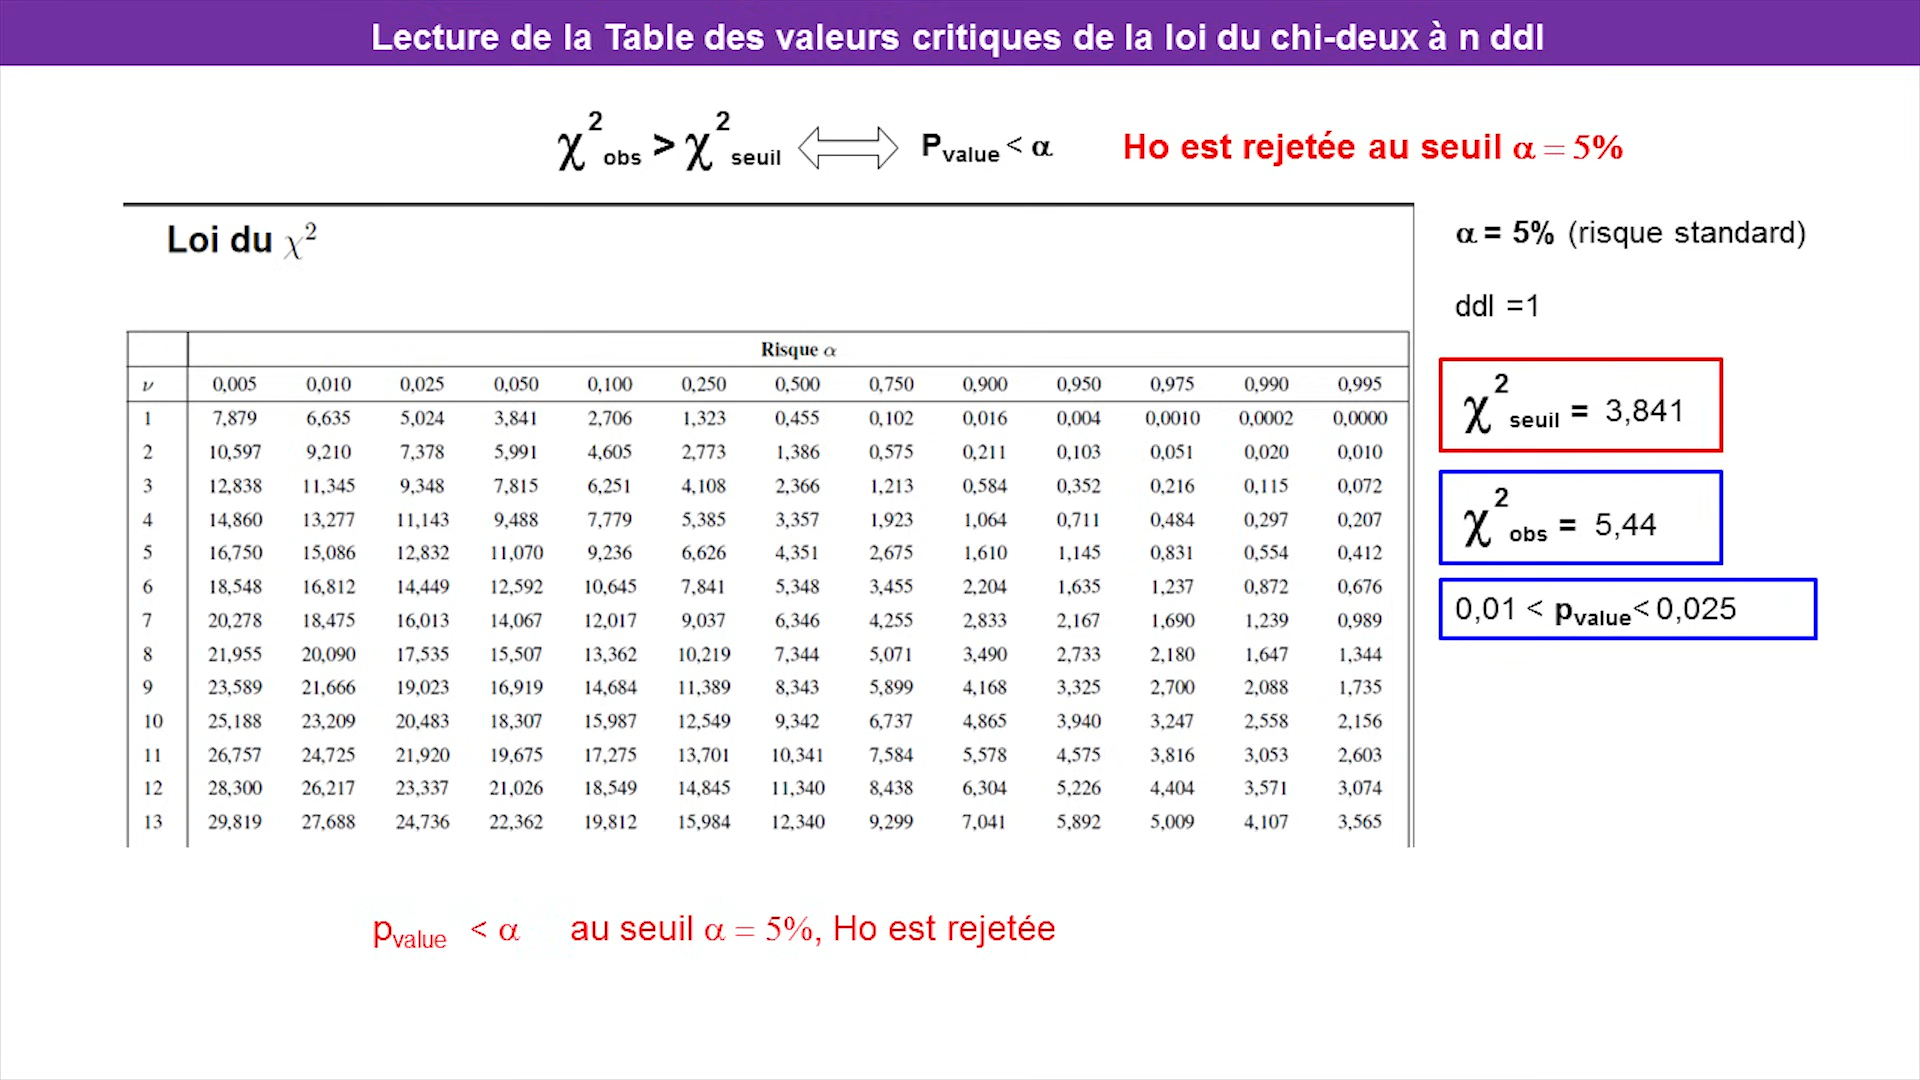 Lecture de la Table des valeurs critiques de la loi du chi-deux à n ddl
χ² obs > χ² seuil ⟺ Pvalue < α Ho est rejetée au seuil α = 5%
Loi du χ²
α = 5% (risque standard)
ddl =1
χ² seuil = 3,841
χ² obs = 5,44
0,01 < pvalue< 0,025
Risque α
ν 0,005 0,010 0,025 0,050 0,100 0,250 0,500 0,750 0,900 0,950 0,975 0,990 0,995
1 7,879 6,635 5,024 3,841 2,706 1,323 0,455 0,102 0,016 0,004 0,0010 0,0002 0,0000
2 10,597 9,210 7,378 5,991 4,605 2,773 1,386 0,575 0,211 0,103 0,051 0,020 0,010
3 12,838 11,345 9,348 7,815 6,251 4,108 2,366 1,213 0,584 0,352 0,216 0,115 0,072
4 14,860 13,277 11,143 9,488 7,779 5,385 3,357 1,923 1,064 0,711 0,484 0,297 0,207
5 16,750 15,086 12,832 11,070 9,236 6,626 4,351 2,675 1,610 1,145 0,831 0,554 0,412
6 18,548 16,812 14,449 12,592 10,645 7,841 5,348 3,455 2,204 1,635 1,237 0,872 0,676
7 20,278 18,475 16,013 14,067 12,017 9,037 6,346 4,255 2,833 2,167 1,690 1,239 0,989
8 21,955 20,090 17,535 15,507 13,362 10,219 7,344 5,071 3,490 2,733 2,180 1,647 1,344
9 23,589 21,666 19,023 16,919 14,684 11,389 8,343 5,899 4,168 3,325 2,700 2,088 1,735
10 25,188 23,209 20,483 18,307 15,987 12,549 9,342 6,737 4,865 3,940 3,247 2,558 2,156
11 26,757 24,725 21,920 19,675 17,275 13,701 10,341 7,584 5,578 4,575 3,816 3,053 2,603
12 28,300 26,217 23,337 21,026 18,549 14,845 11,340 8,438 6,304 5,226 4,404 3,571 3,074
13 29,819 27,688 24,736 22,362 19,812 15,984 12,340 9,299 7,041 5,892 5,009 4,107 3,565
pvalue < α au seuil α = 5%, Ho est rejetée